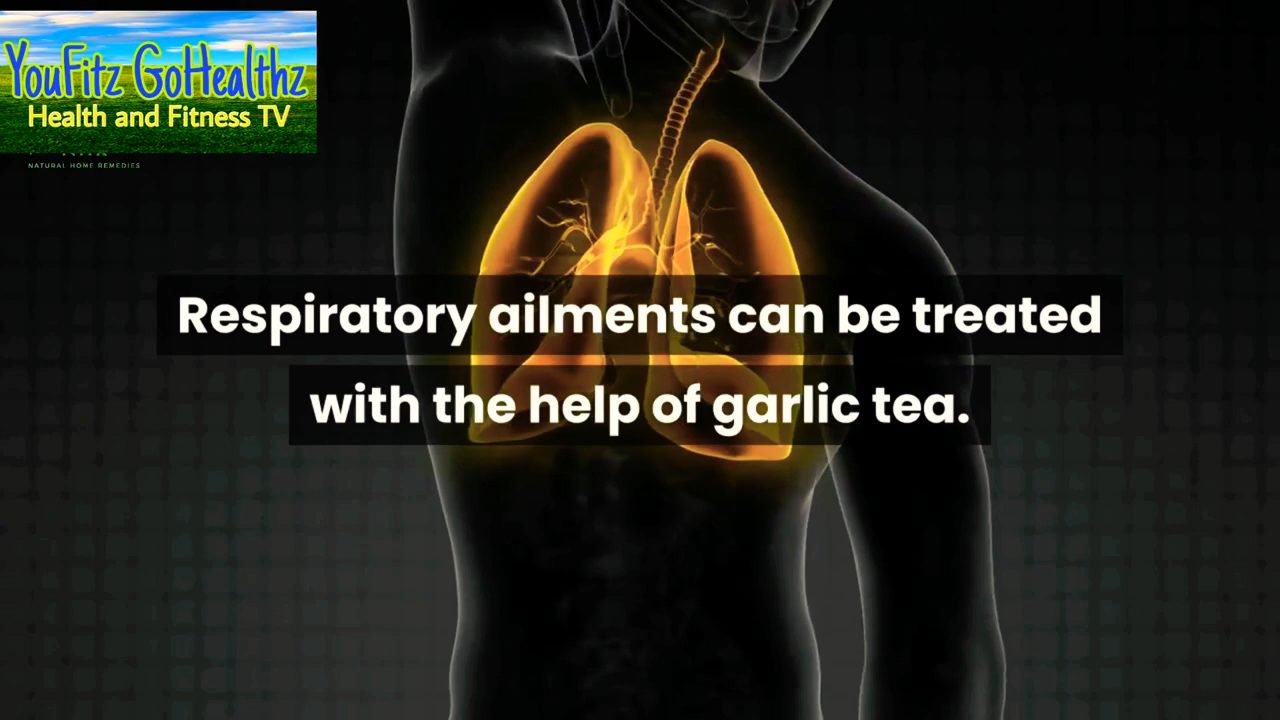 YouFitz GoHealthz
Health and Fitness TV
NATURAL HOME REMEDIES
Respiratory ailments can be treated
with the help of garlic tea.